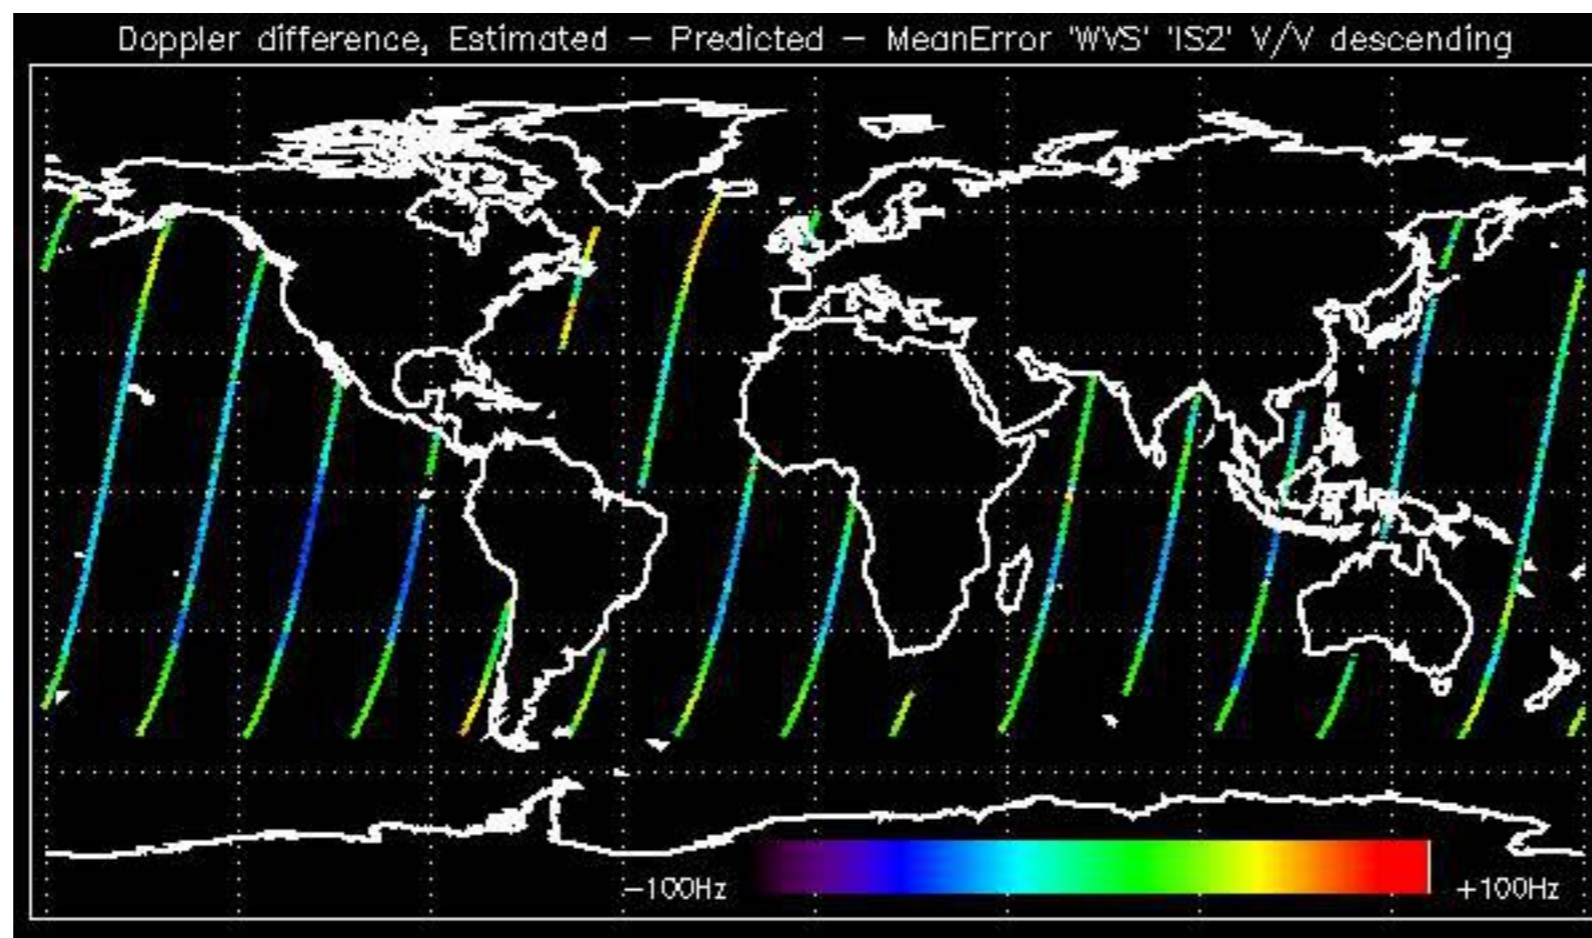 Doppler difference, Estimated - Predicted - MeanError 'WVS' 'IS2' V/V descending
-100Hz +100Hz